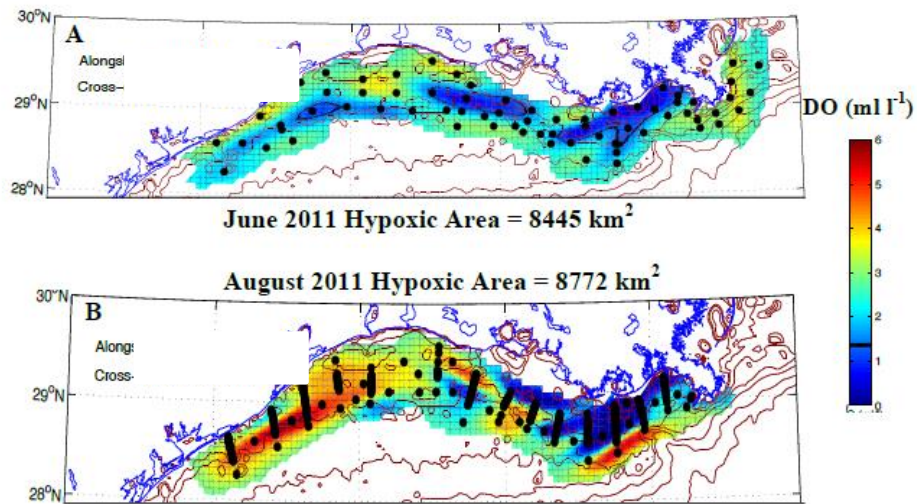 30°N
A
Alongs
Cross-
29°N
28°N
DO (ml l⁻¹)
6
5
4
3
2
1
0
June 2011 Hypoxic Area = 8445 km²
August 2011 Hypoxic Area = 8772 km²
30°N
B
Alongs
Cross-
29°N
28°N